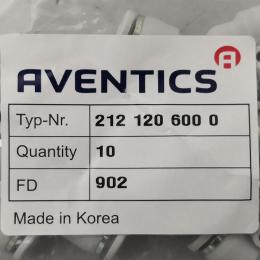 AVENTICS
Typ-Nr. 212 120 600 0
Quantity 10
FD 902
Made in Korea